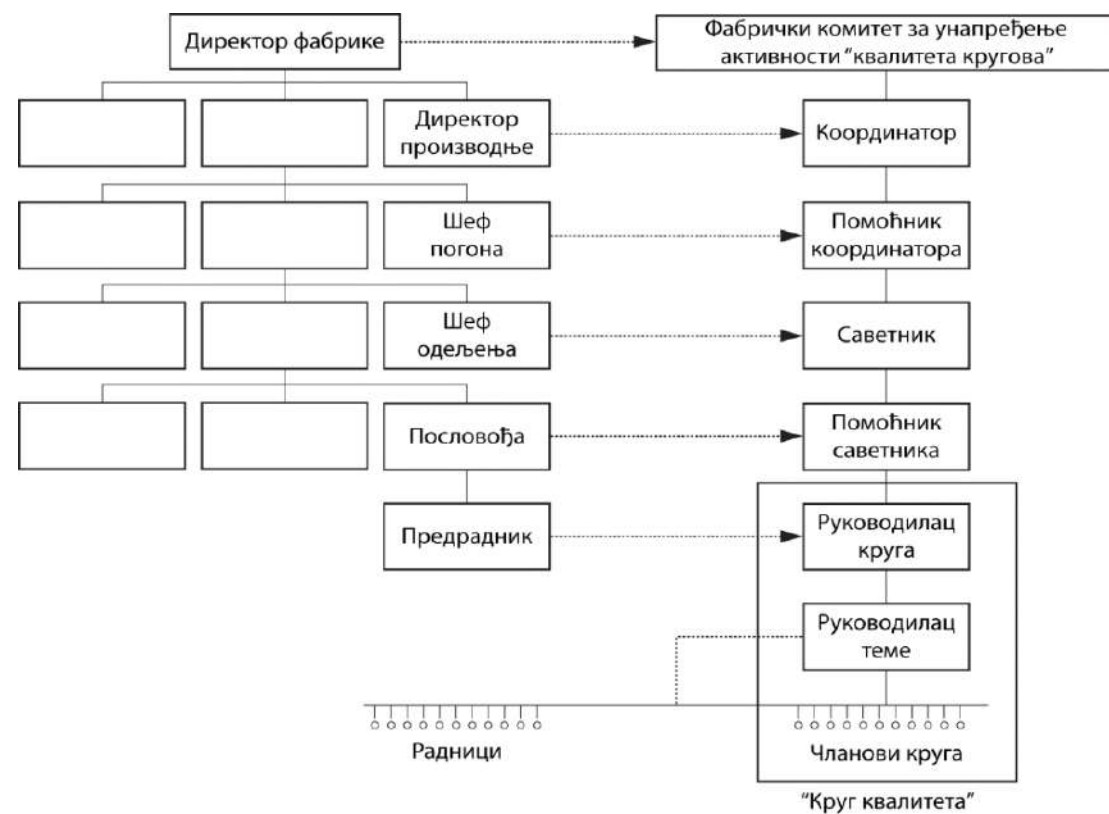 Директор фабрике
Фабрички комитет за унапређење
активности “квалитета кругова”
Директор
производње
Координатор
Шеф
погона
Помоћник
координатора
Шеф
одељења
Саветник
Пословођа
Помоћник
саветника
Предрадник
Руководилац
круга
Руководилац
теме
Радници
Чланови круга
“Круг квалитета”